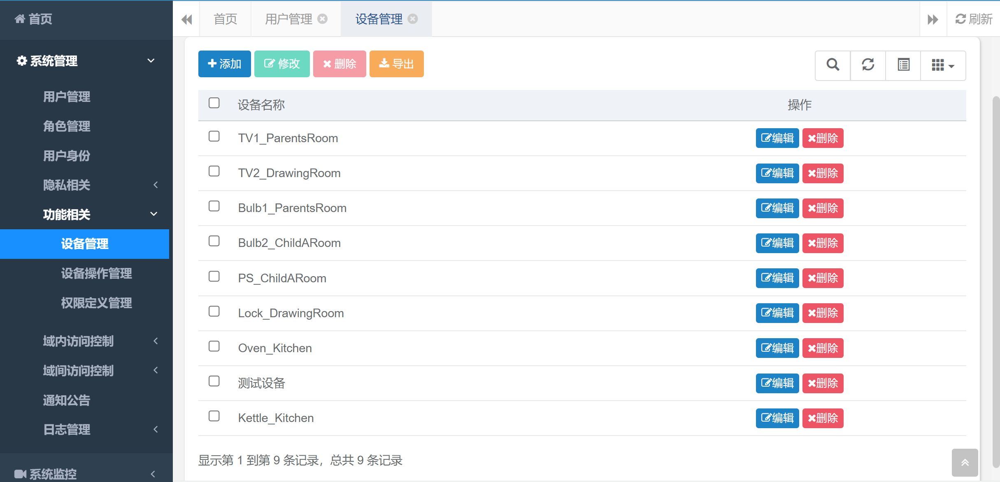 首页
系统管理
用户管理
角色管理
用户身份
隐私相关
功能相关
设备管理
设备操作管理
权限定义管理
域内访问控制
域间访问控制
通知公告
日志管理
系统监控
首页 用户管理 设备管理 刷新
添加 修改 删除 导出
设备名称 操作
TV1_ParentsRoom 编辑 删除
TV2_DrawingRoom 编辑 删除
Bulb1_ParentsRoom 编辑 删除
Bulb2_ChildARoom 编辑 删除
PS_ChildARoom 编辑 删除
Lock_DrawingRoom 编辑 删除
Oven_Kitchen 编辑 删除
测试设备 编辑 删除
Kettle_Kitchen 编辑 删除
显示第 1 到第 9 条记录，总共 9 条记录